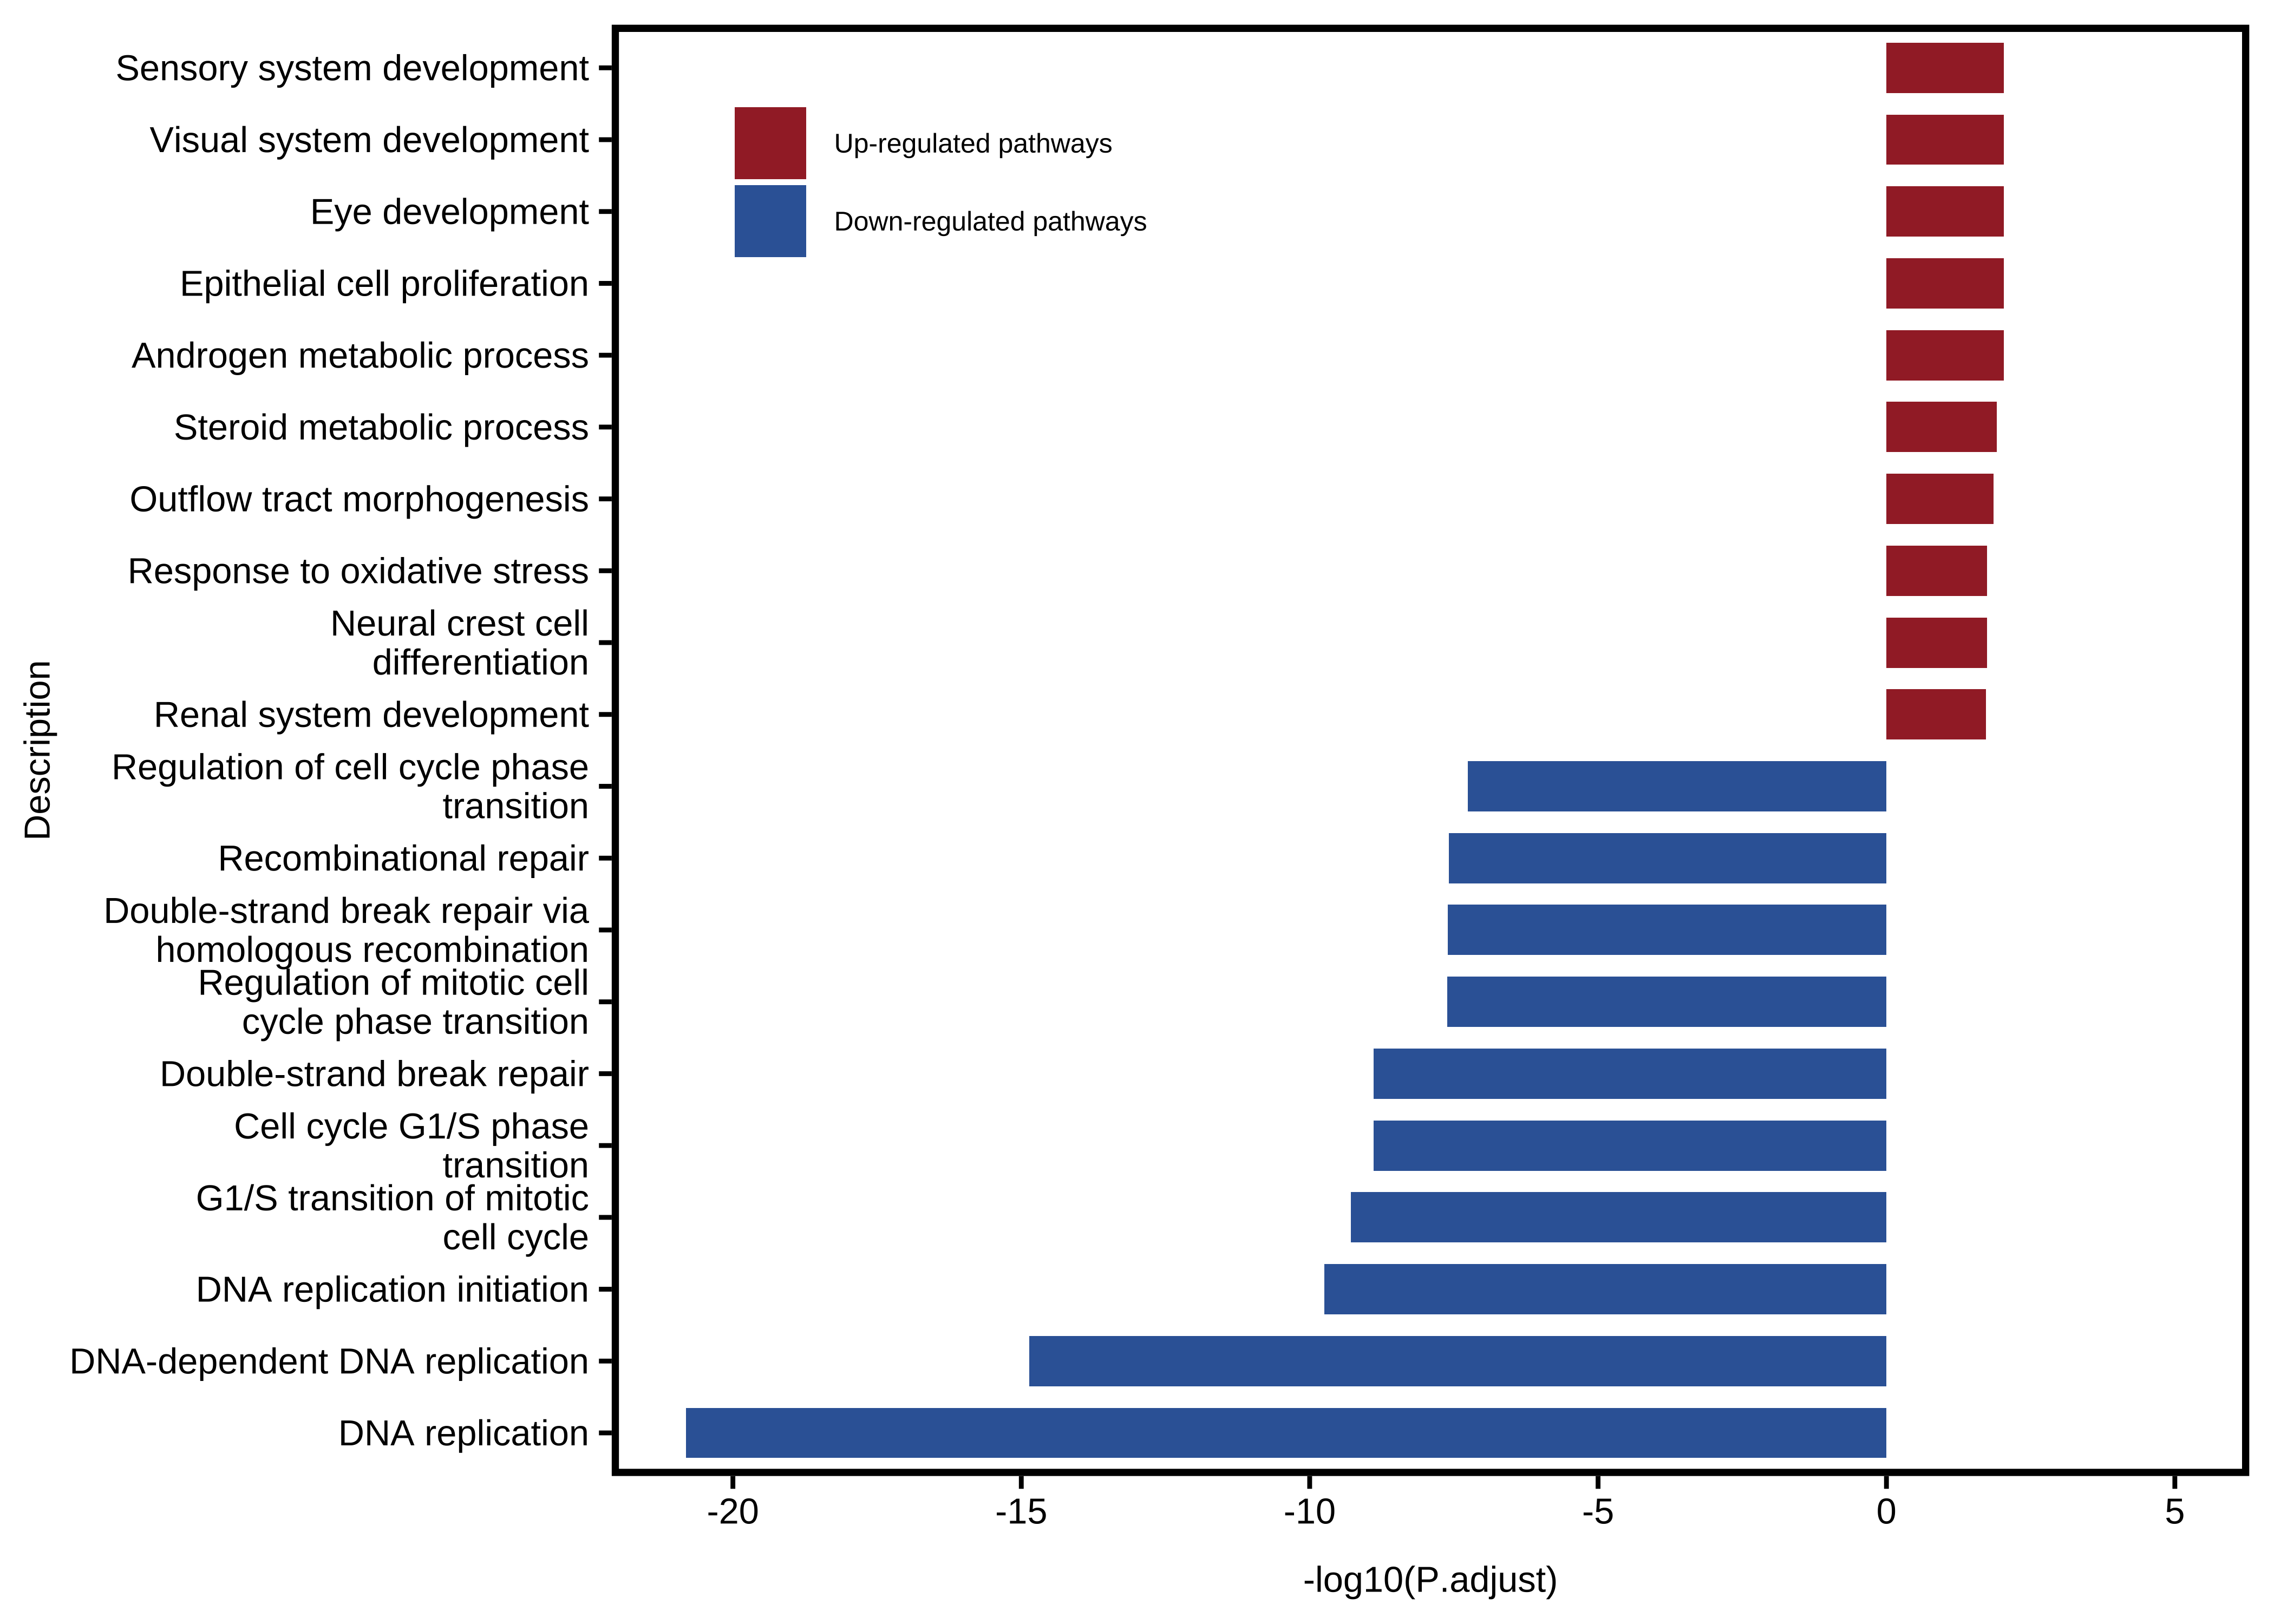 Sensory system development
Visual system development
Eye development
Epithelial cell proliferation
Androgen metabolic process
Steroid metabolic process
Outflow tract morphogenesis
Response to oxidative stress
Neural crest cell
differentiation
Renal system development
Regulation of cell cycle phase
transition
Recombinational repair
Double-strand break repair via
homologous recombination
Regulation of mitotic cell
cycle phase transition
Double-strand break repair
Cell cycle G1/S phase
transition
G1/S transition of mitotic
cell cycle
DNA replication initiation
DNA-dependent DNA replication
DNA replication
Description
Up-regulated pathways
Down-regulated pathways
-20 -15 -10 -5 0 5
-log10(P.adjust)